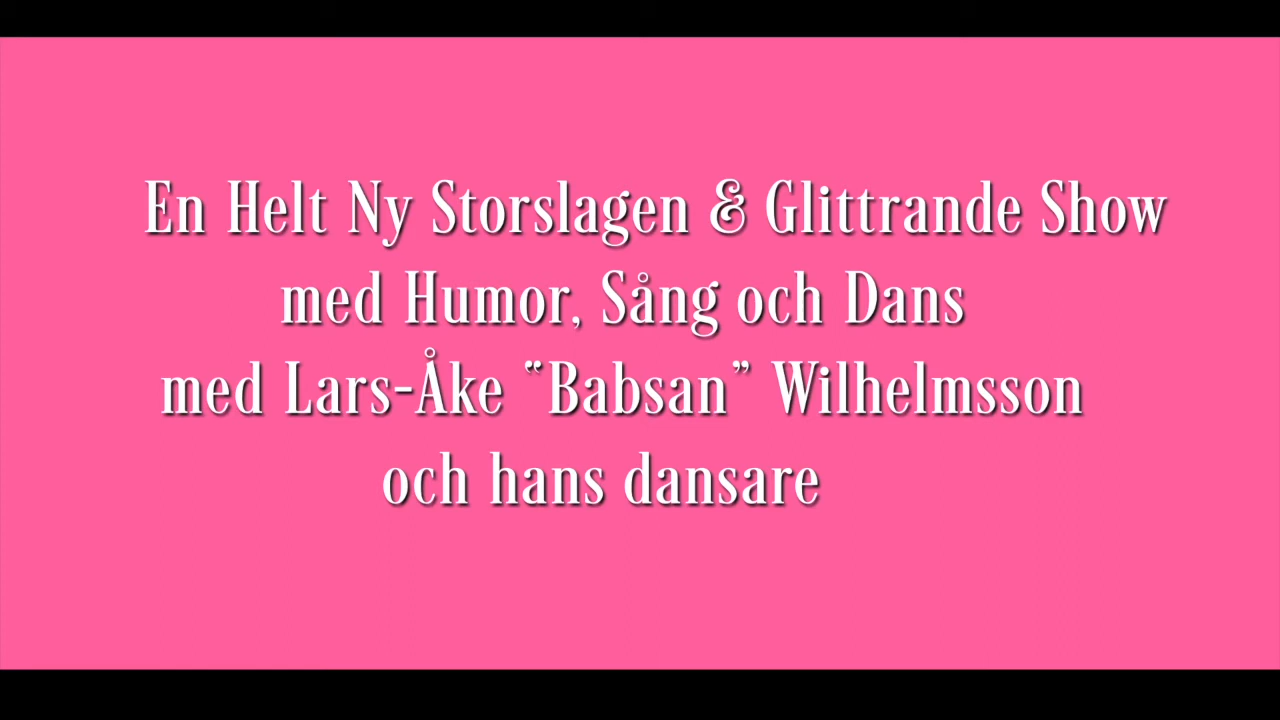 En Helt Ny Storslagen & Glittrande Show
med Humor, Sång och Dans
med Lars-Åke “Babsan” Wilhelmsson
och hans dansare